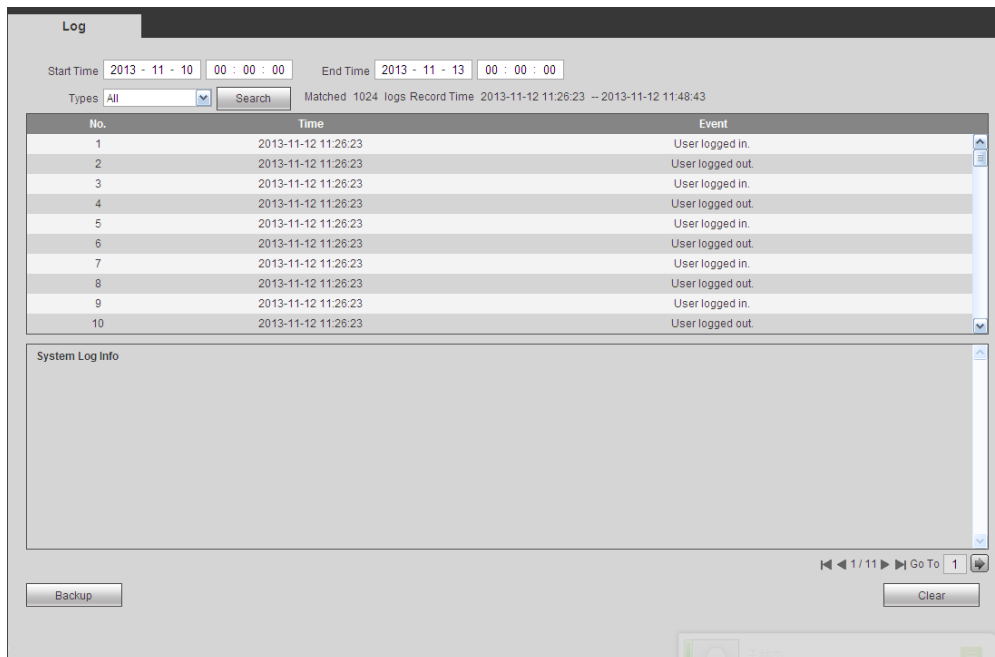 Log
Start Time 2013 - 11 - 10 00 : 00 : 00 End Time 2013 - 11 - 13 00 : 00 : 00
Types All Search Matched 1024 logs Record Time 2013-11-12 11:26:23 -- 2013-11-12 11:48:43
No. Time Event
1 2013-11-12 11:26:23 User logged in.
2 2013-11-12 11:26:23 User logged out.
3 2013-11-12 11:26:23 User logged in.
4 2013-11-12 11:26:23 User logged out.
5 2013-11-12 11:26:23 User logged in.
6 2013-11-12 11:26:23 User logged out.
7 2013-11-12 11:26:23 User logged in.
8 2013-11-12 11:26:23 User logged out.
9 2013-11-12 11:26:23 User logged in.
10 2013-11-12 11:26:23 User logged out.
System Log Info
1 / 11 Go To 1
Backup Clear